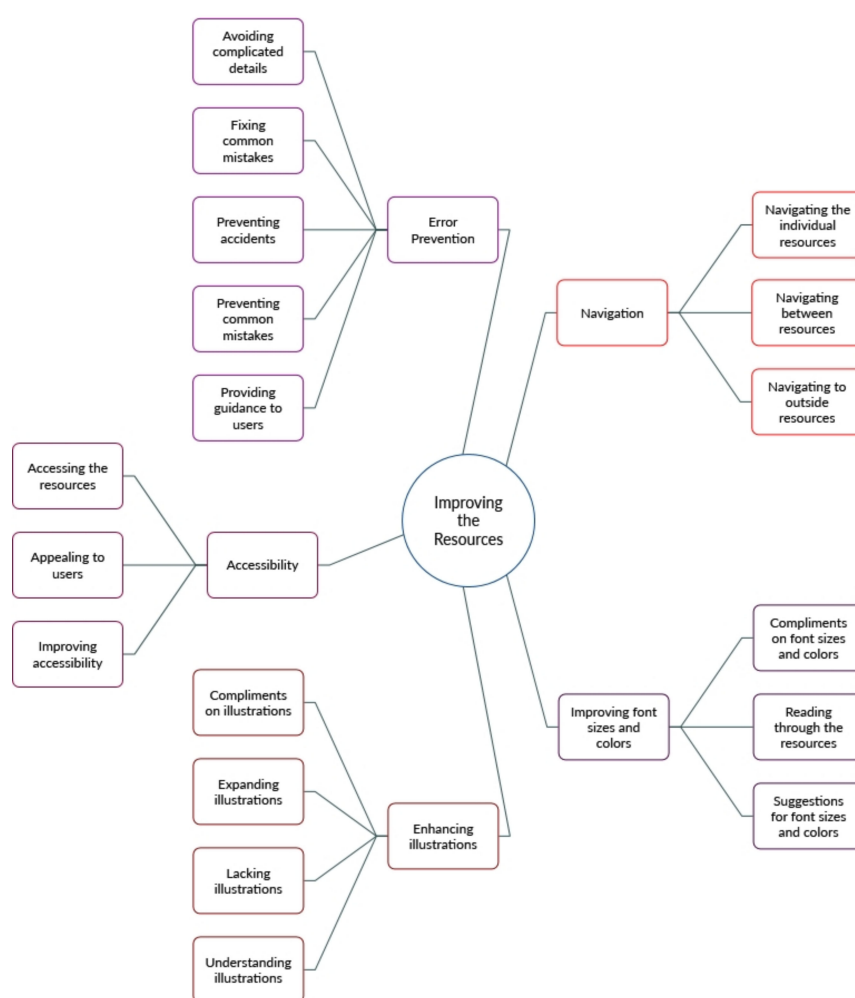 Avoiding
complicated
details
Fixing
common
mistakes
Preventing
accidents
Preventing
common
mistakes
Providing
guidance to
users
Error
Prevention
Navigation
Navigating the
individual
resources
Navigating
between
resources
Navigating to
outside
resources
Improving
the
Resources
Accessing the
resources
Appealing to
users
Improving
accessibility
Accessibility
Compliments
on illustrations
Expanding
illustrations
Lacking
illustrations
Understanding
illustrations
Enhancing
illustrations
Improving font
sizes and
colors
Compliments
on font sizes
and colors
Reading
through the
resources
Suggestions
for font sizes
and colors